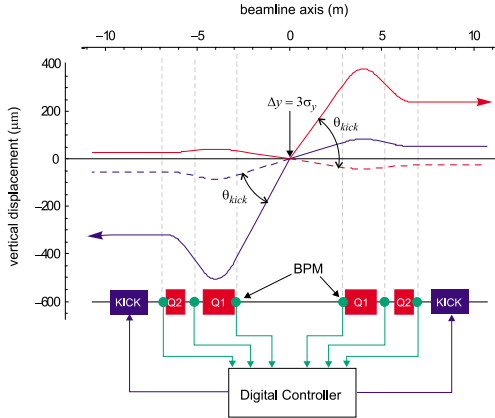 beamline axis (m)
-10 -5 0 5 10
vertical displacement (μm)
400
200
0
-200
-400
-600
Δy = 3σy
θkick
θkick
BPM
KICK Q2 Q1 Q1 Q2 KICK
Digital Controller